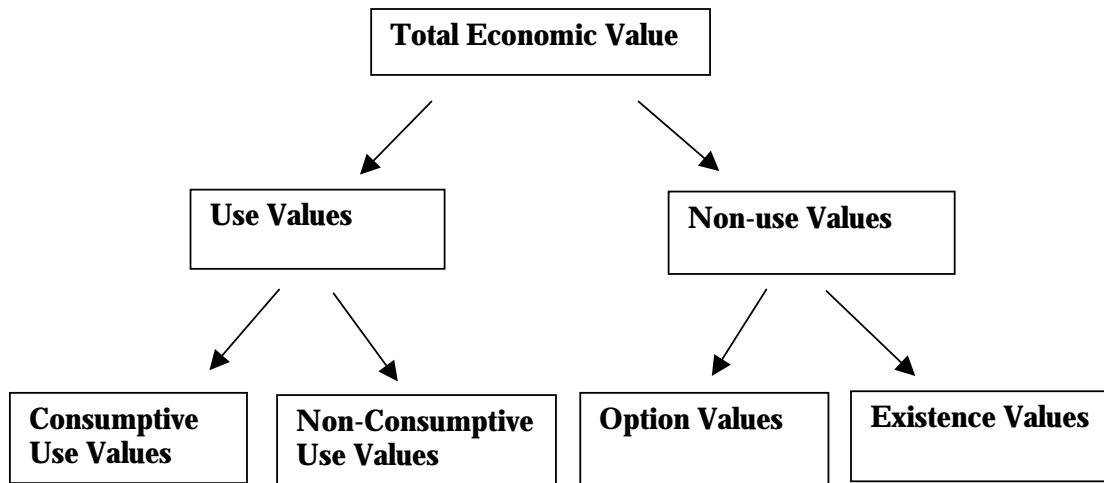 Total Economic Value
Use Values
Non-use Values
Consumptive
Use Values
Non-Consumptive
Use Values
Option Values
Existence Values